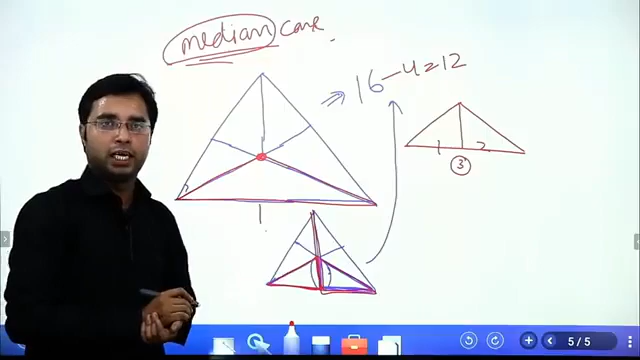 median case
⇒ 16 - 4 = 12
1 2
3
1
5 / 5